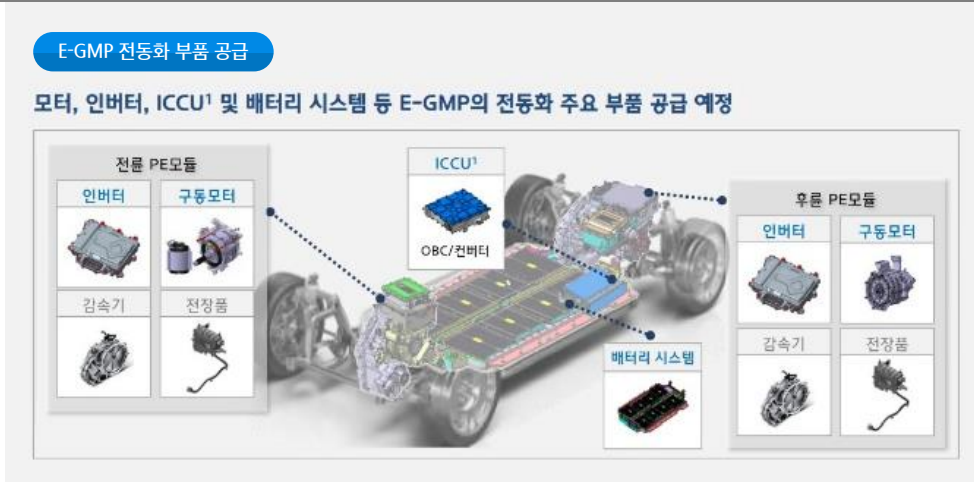 E-GMP 전동화 부품 공급
모터, 인버터, ICCU¹ 및 배터리 시스템 등 E-GMP의 전동화 주요 부품 공급 예정
전륜 PE모듈
인버터
구동모터
감속기
전장품
ICCU¹
OBC/컨버터
배터리 시스템
후륜 PE모듈
인버터
구동모터
감속기
전장품